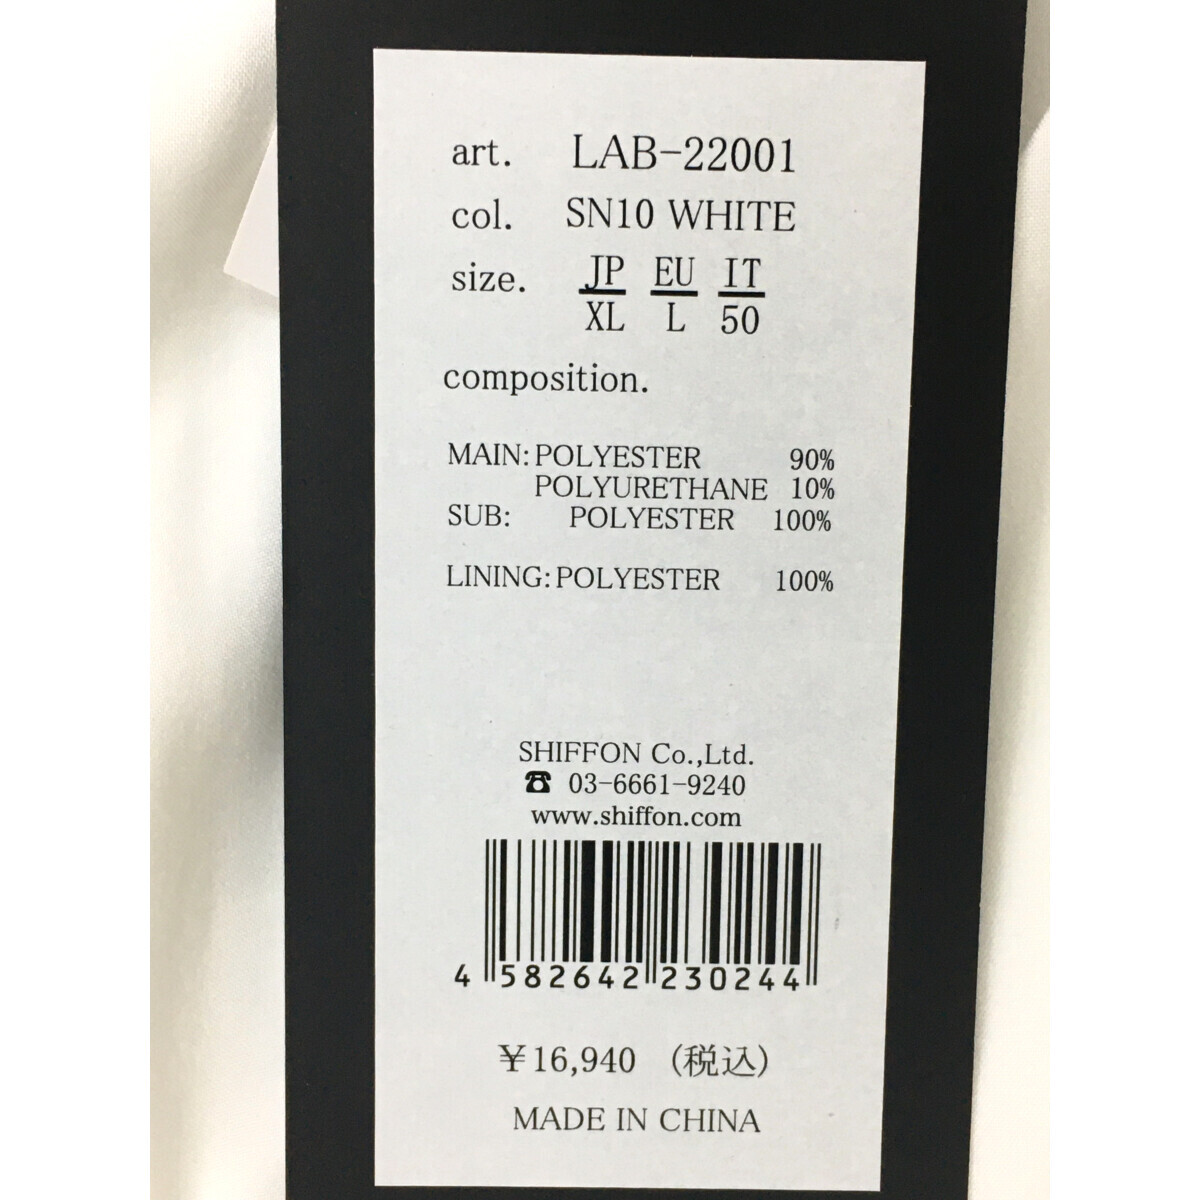 art. LAB-22001
col. SN10 WHITE
size. JP EU IT
XL L 50
composition.
MAIN: POLYESTER 90%
POLYURETHANE 10%
SUB: POLYESTER 100%
LINING: POLYESTER 100%
SHIFFON Co.,Ltd.
☎ 03-6661-9240
www.shiffon.com
4 582642 230244
¥16,940 (税込)
MADE IN CHINA